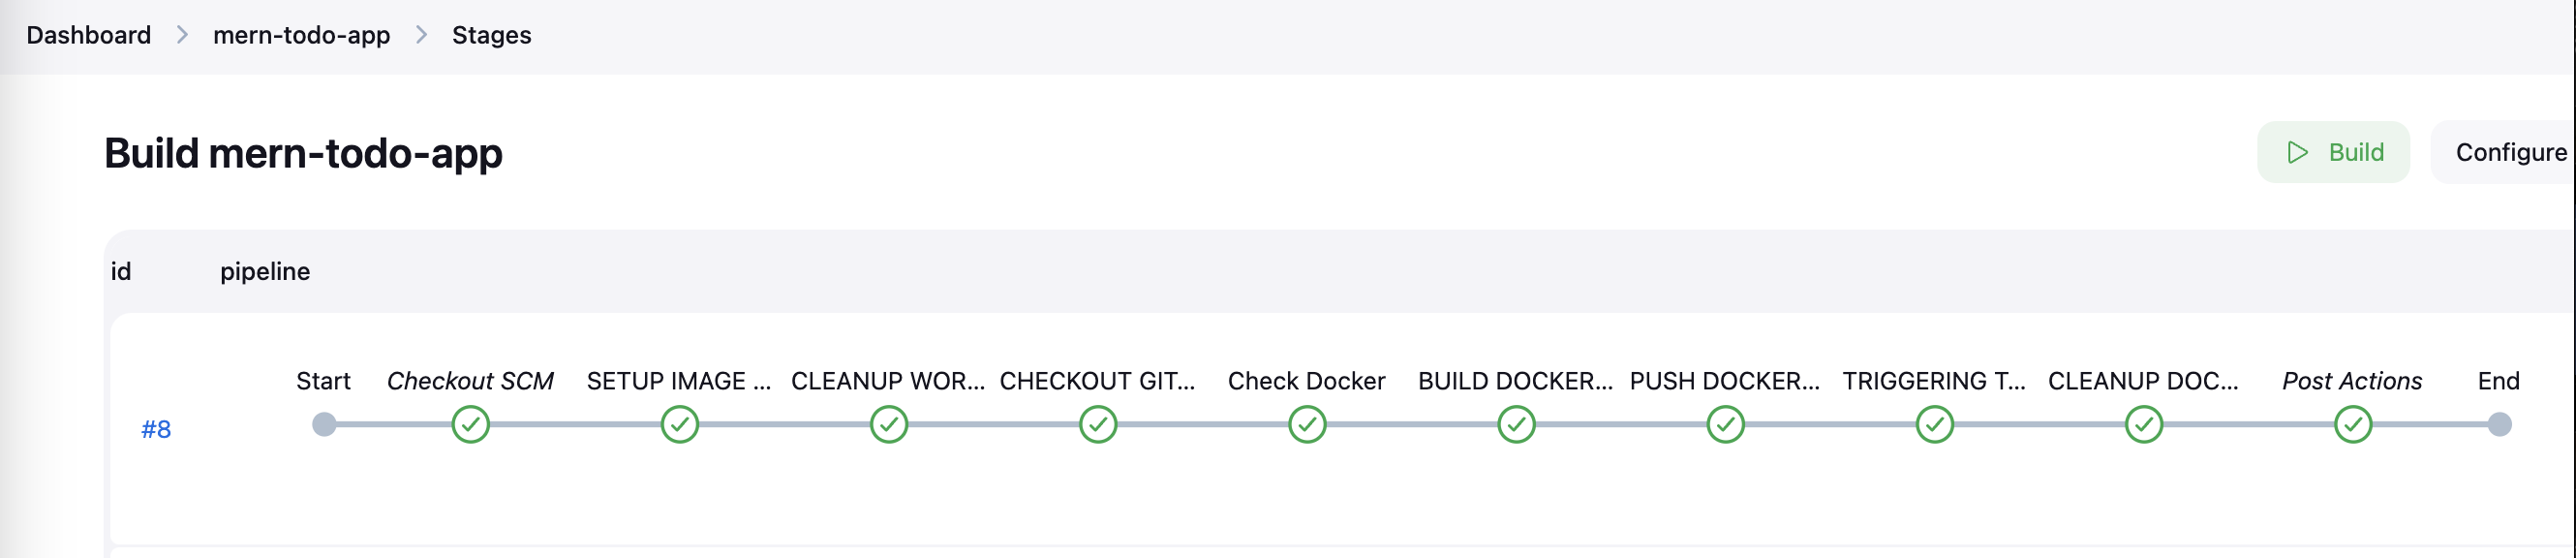 Dashboard > mern-todo-app > Stages
Build mern-todo-app
Build
Configure
id pipeline
Start Checkout SCM SETUP IMAGE ... CLEANUP WOR... CHECKOUT GIT... Check Docker BUILD DOCKER... PUSH DOCKER... TRIGGERING T... CLEANUP DOC... Post Actions End
#8